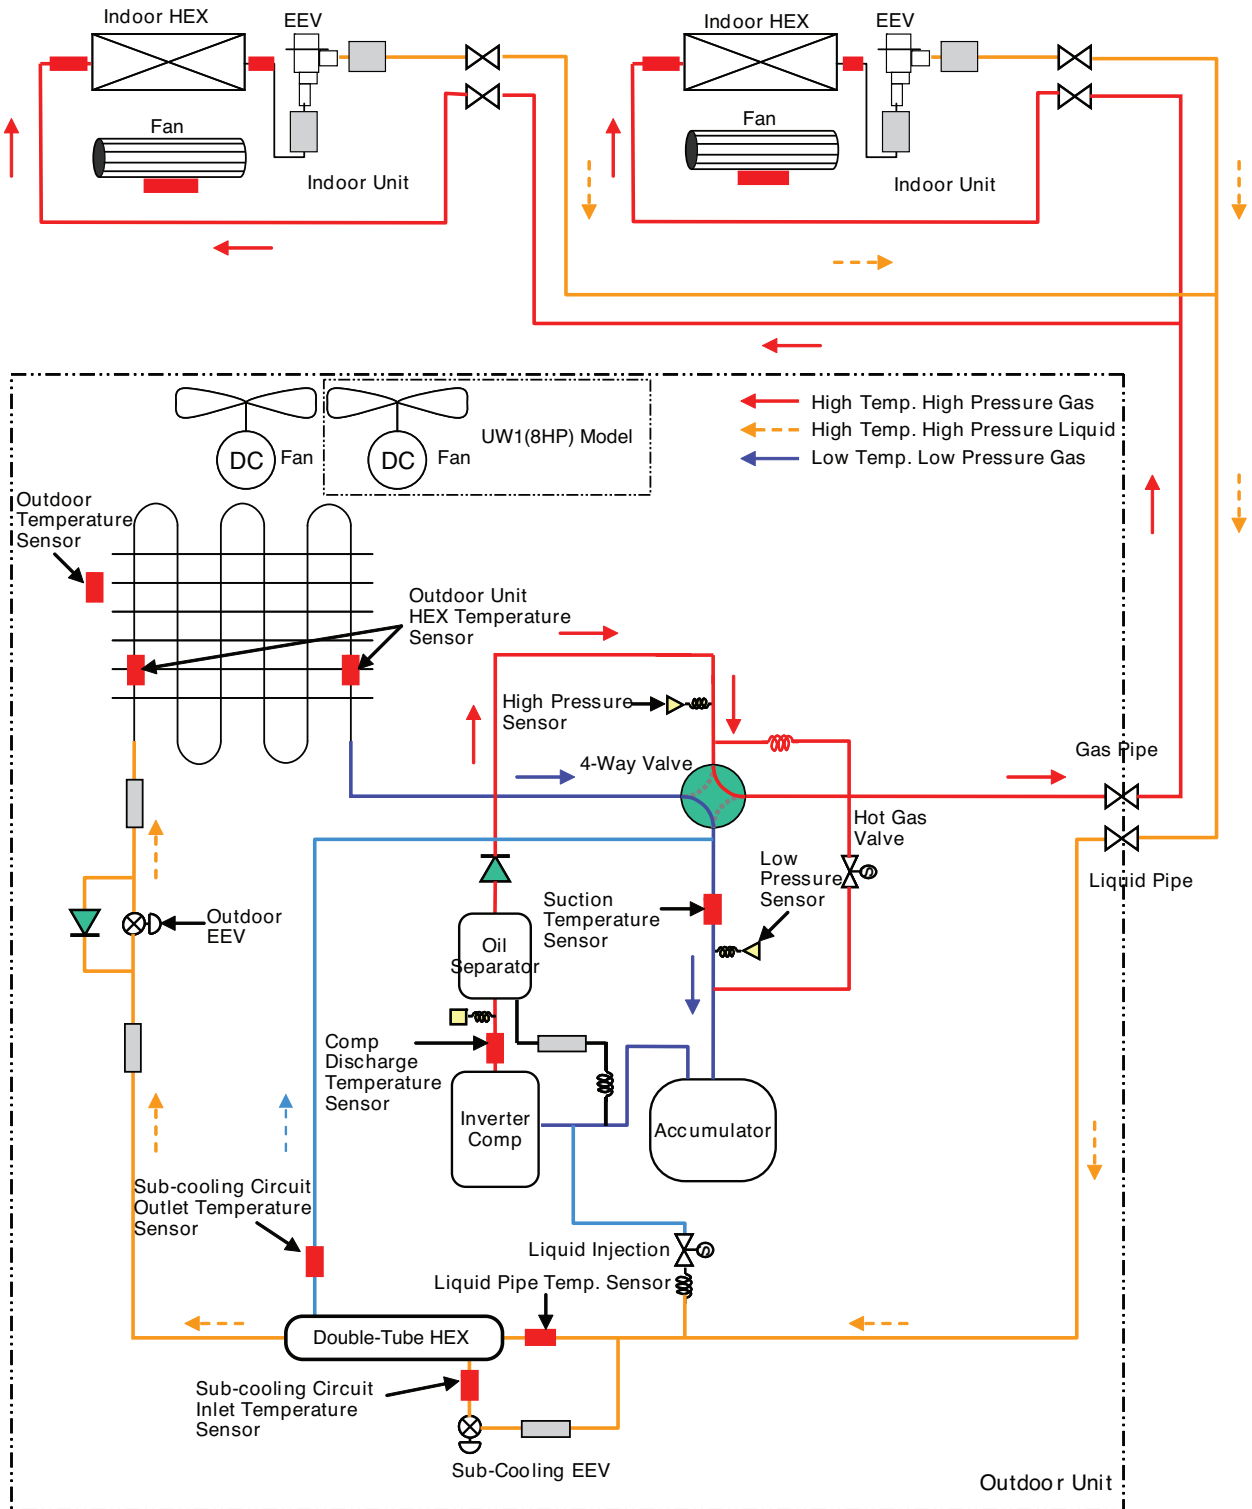 Indoor HEX
EEV
Indoor HEX
EEV
Fan
Fan
Indoor Unit
Indoor Unit
High Temp. High Pressure Gas
High Temp. High Pressure Liquid
Low Temp. Low Pressure Gas
UW1(8HP) Model
DC
Fan
DC
Fan
Outdoor
Temperature
Sensor
Outdoor Unit
HEX Temperature
Sensor
High Pressure
Sensor
4-Way Valve
Gas Pipe
Hot Gas
Valve
Low
Pressure
Sensor
Liquid Pipe
Suction
Temperature
Sensor
Outdoor
EEV
Oil
Separator
Comp
Discharge
Temperature
Sensor
Inverter
Comp
Accumulator
Sub-cooling Circuit
Outlet Temperature
Sensor
Liquid Injection
Liquid Pipe Temp. Sensor
Double-Tube HEX
Sub-cooling Circuit
Inlet Temperature
Sensor
Sub-Cooling EEV
Outdoor Unit